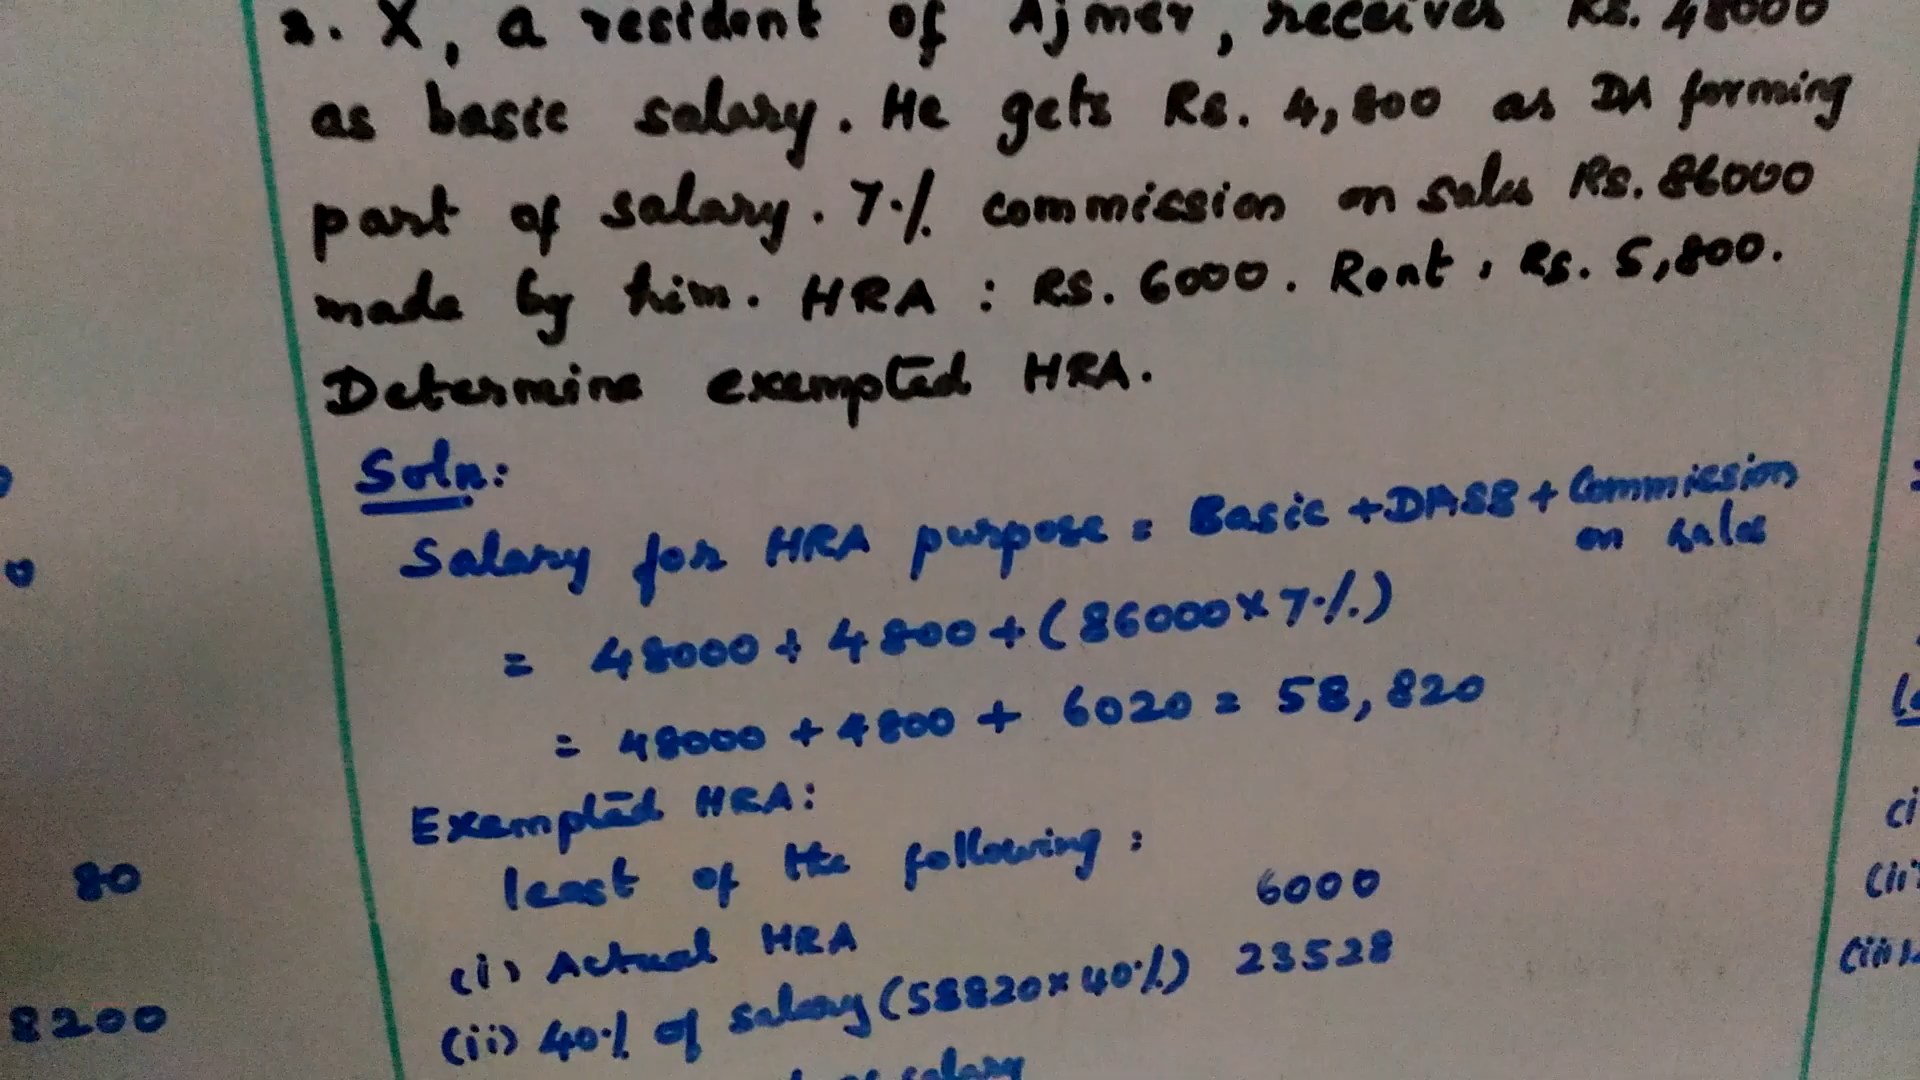 2. X, a resident of Ajmer, receives Rs. 48000
as basic salary. He gets Rs. 4,800 as DA forming
part of salary. 7% commission on sales Rs. 86000
made by him. HRA : RS. 6000. Rent : Rs. 5,800.
Determine exempted HRA.
Soln:
Salary for HRA purpose = Basic + DASB + Commission
on sales
= 48000 + 4800 + (86000 x 7%)
= 48000 + 4800 + 6020 = 58,820
Exempted HRA:
least of the following :
(i) Actual HRA 6000
(ii) 40% of salary (58820 x 40%) 23528
salary
80
8200
(i
(ii)
(iii)